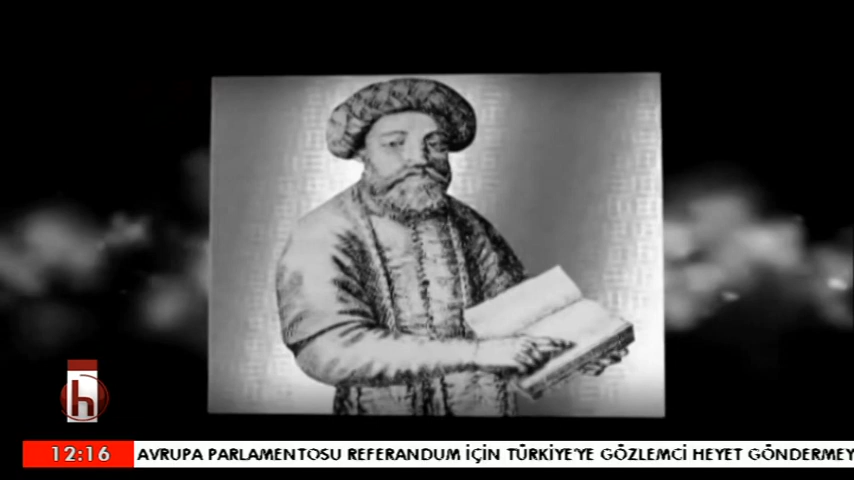 h
12:16 AVRUPA PARLAMENTOSU REFERANDUM İÇİN TÜRKİYE'YE GÖZLEMCİ HEYET GÖNDERMEY